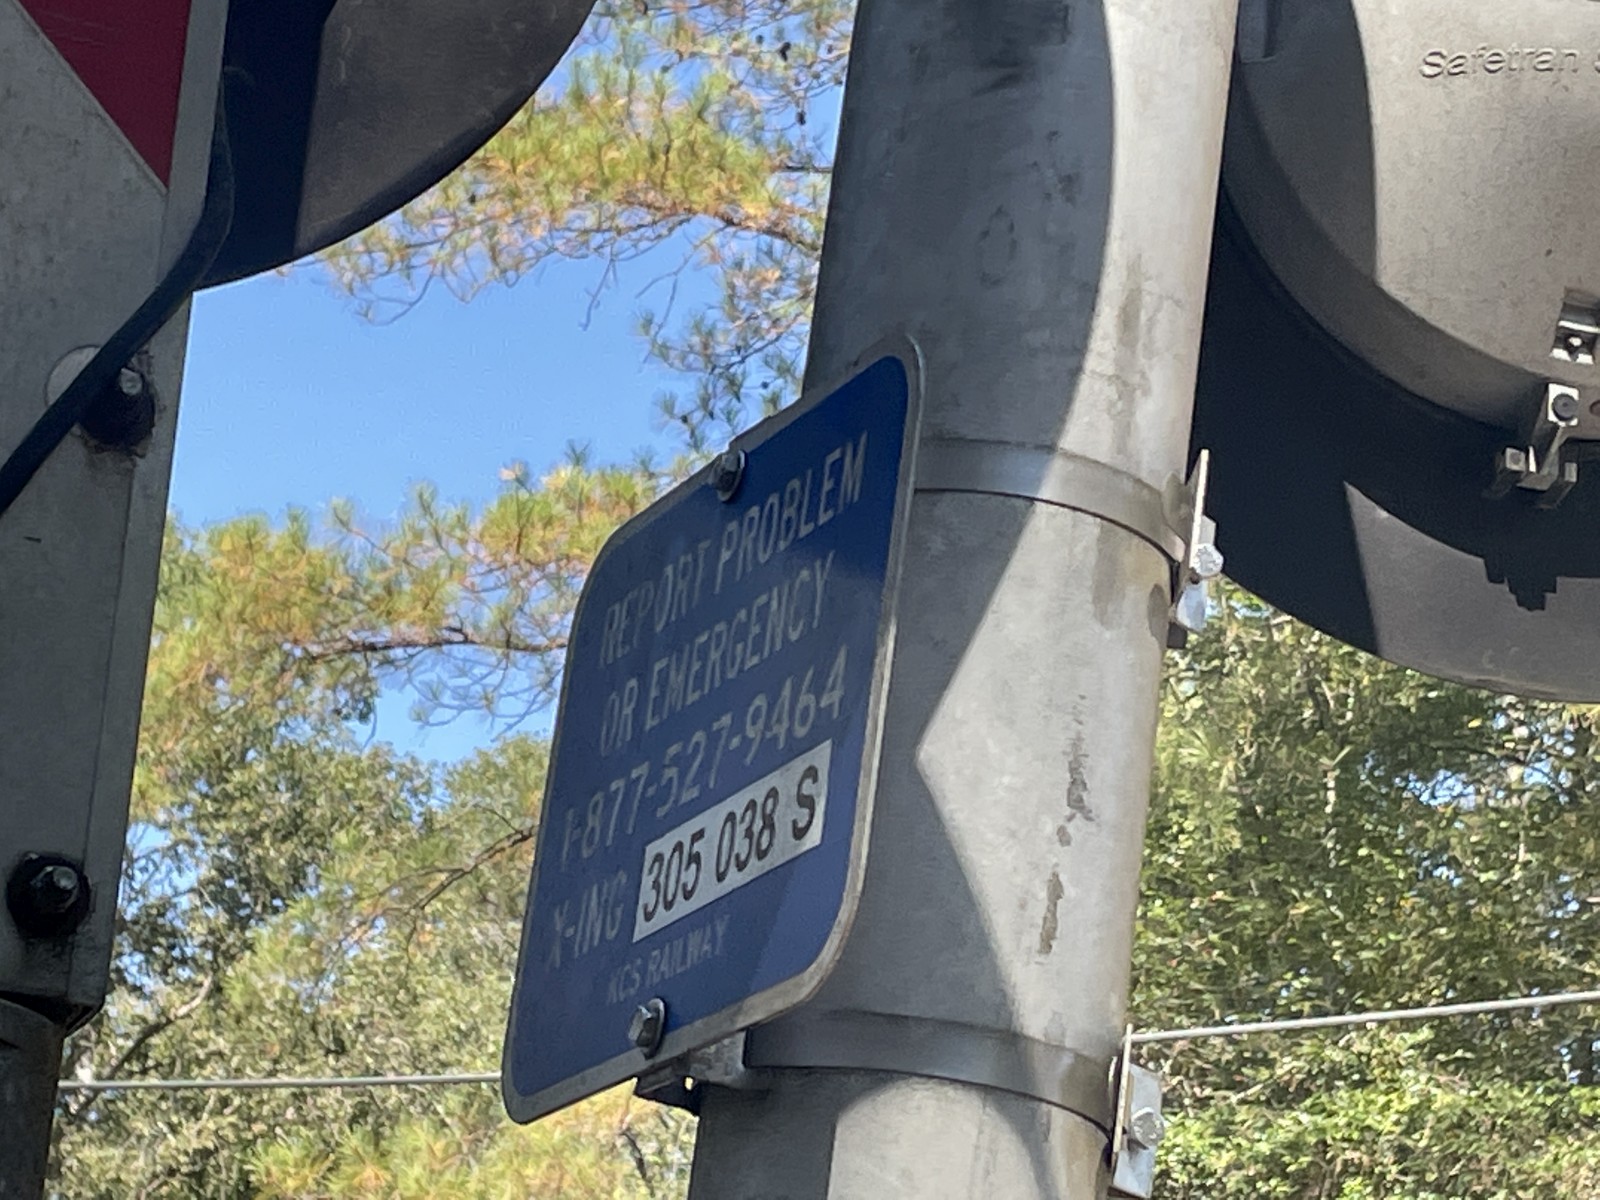 Safetran
REPORT PROBLEM
OR EMERGENCY
1-877-527-9464
X-ING 305 038 S
KCS RAILWAY